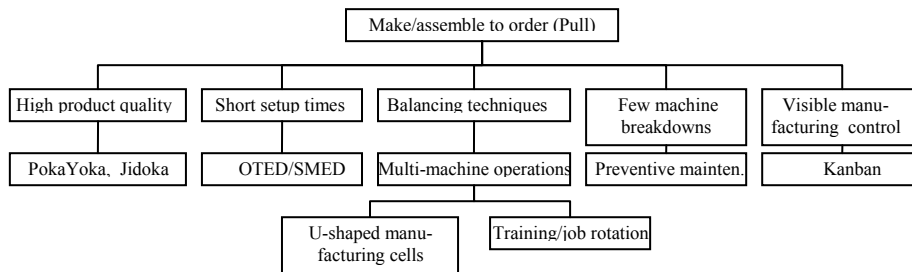 Make/assemble to order (Pull)
High product quality
Short setup times
Balancing techniques
Few machine
breakdowns
Visible manu-
facturing control
PokaYoka, Jidoka
OTED/SMED
Multi-machine operations
Preventive mainten.
Kanban
U-shaped manu-
facturing cells
Training/job rotation